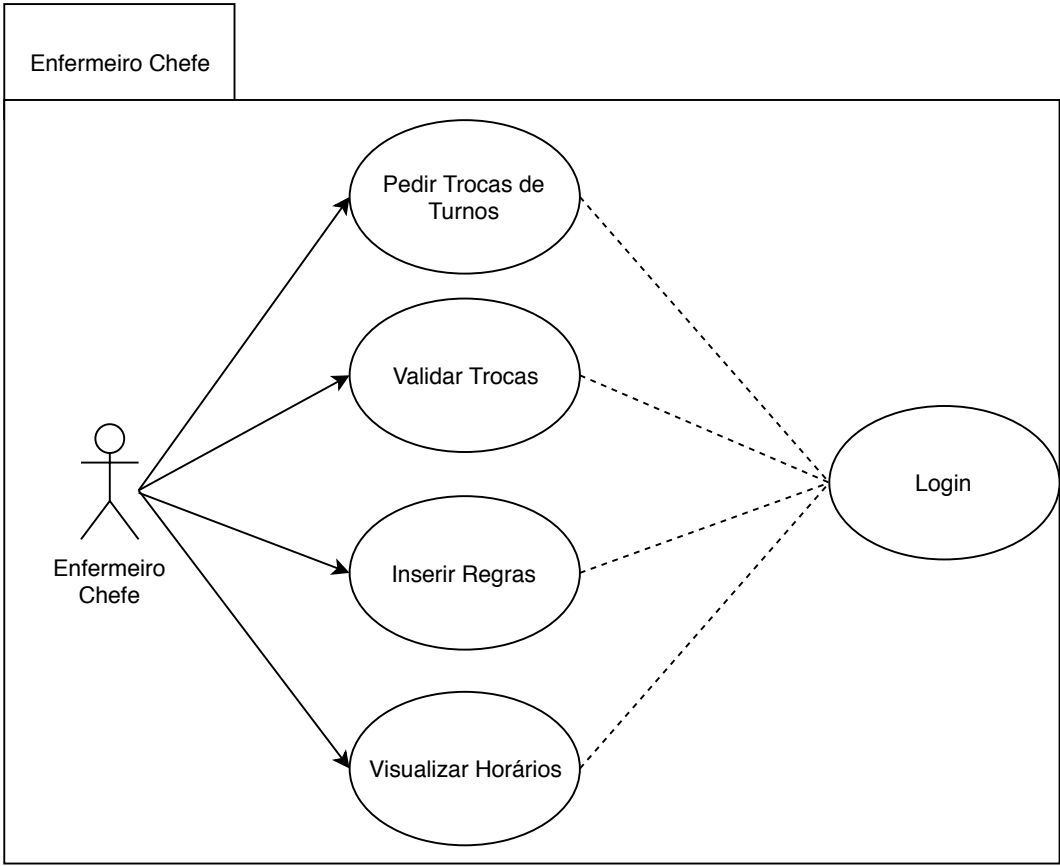 Enfermeiro Chefe
Pedir Trocas de
Turnos
Validar Trocas
Login
Enfermeiro
Chefe
Inserir Regras
Visualizar Horários